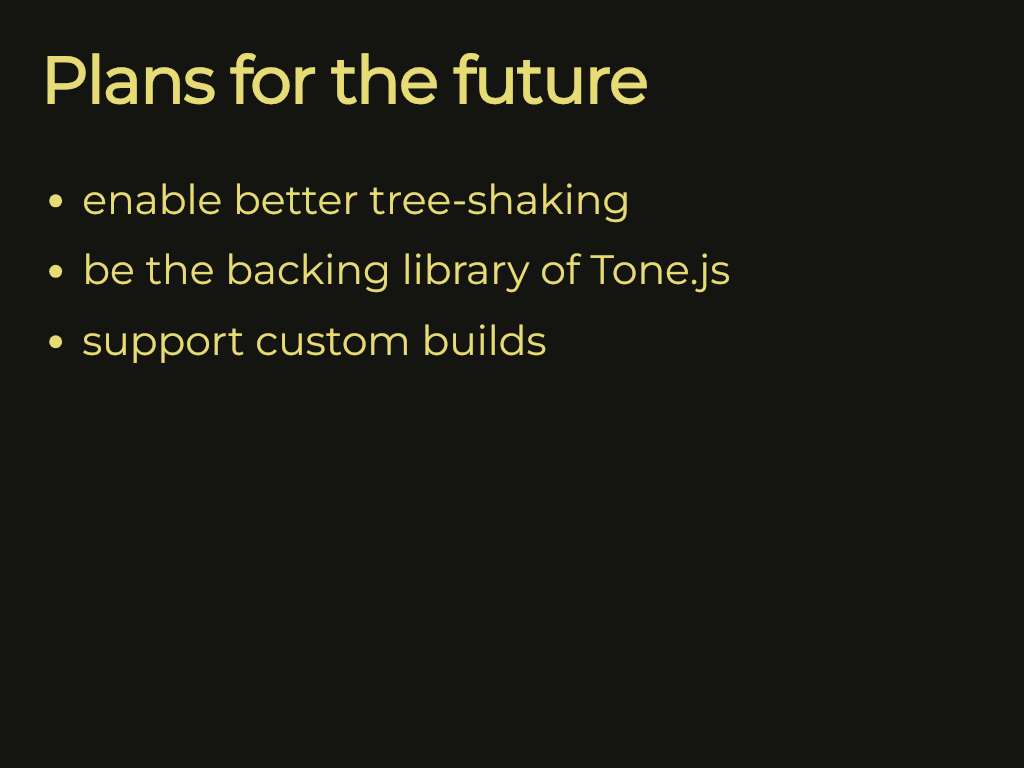 Plans for the future
• enable better tree-shaking
• be the backing library of Tone.js
• support custom builds